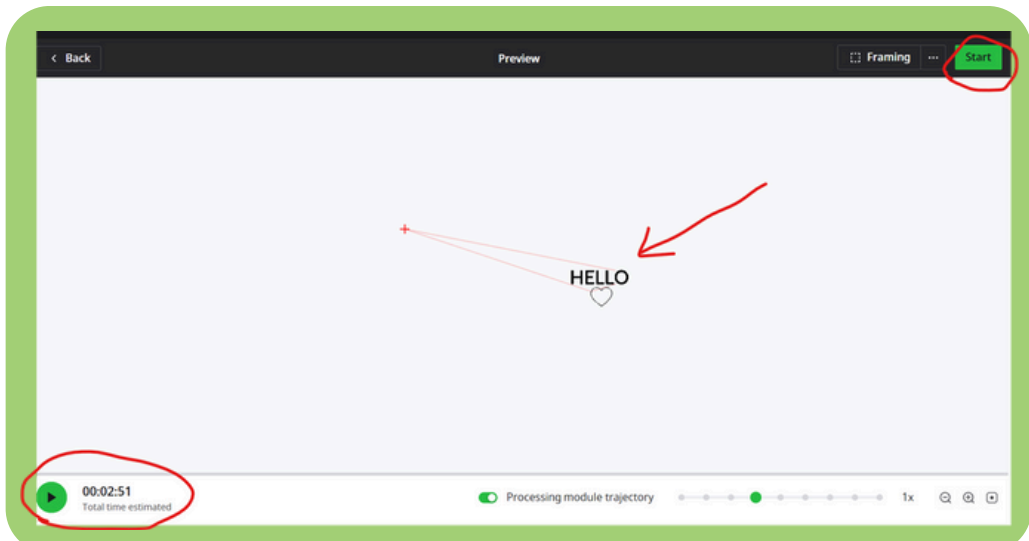 Back
Preview
Framing
Start
HELLO
00:02:51
Total time estimated
Processing module trajectory
1x